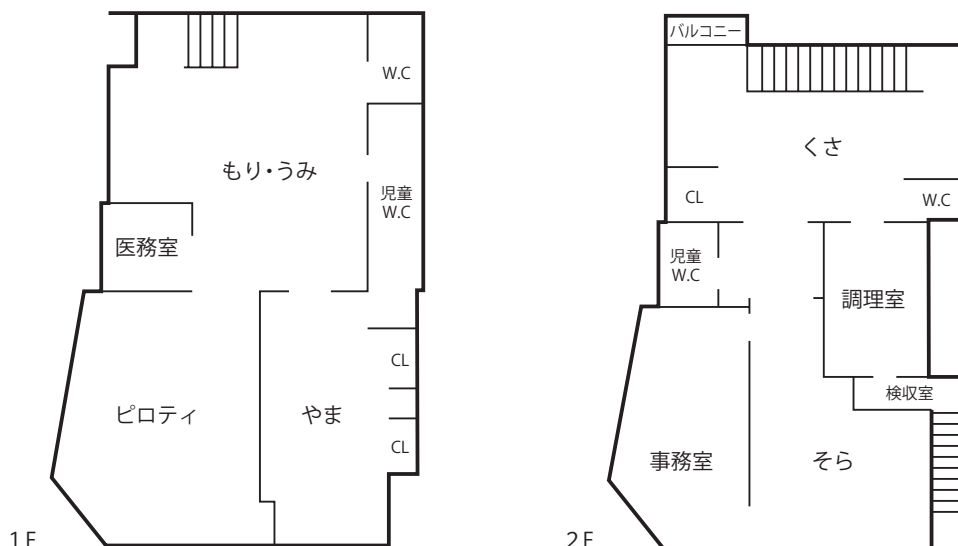 W.C
もり・うみ
児童
W.C
医務室
CL
ピロティ
やま
CL
1F
バルコニー
くさ
CL
W.C
児童
W.C
調理室
検収室
事務室
そら
2F